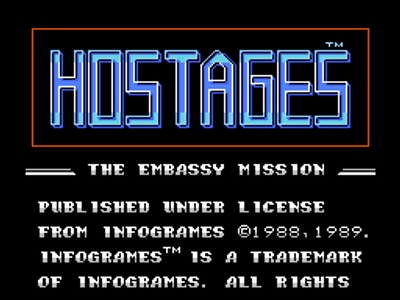 HOSTAGES™
THE EMBASSY MISSION
PUBLISHED UNDER LICENSE
FROM INFOGRAMES ©1988,1989.
INFOGRAMES™ IS A TRADEMARK
OF INFOGRAMES. ALL RIGHTS